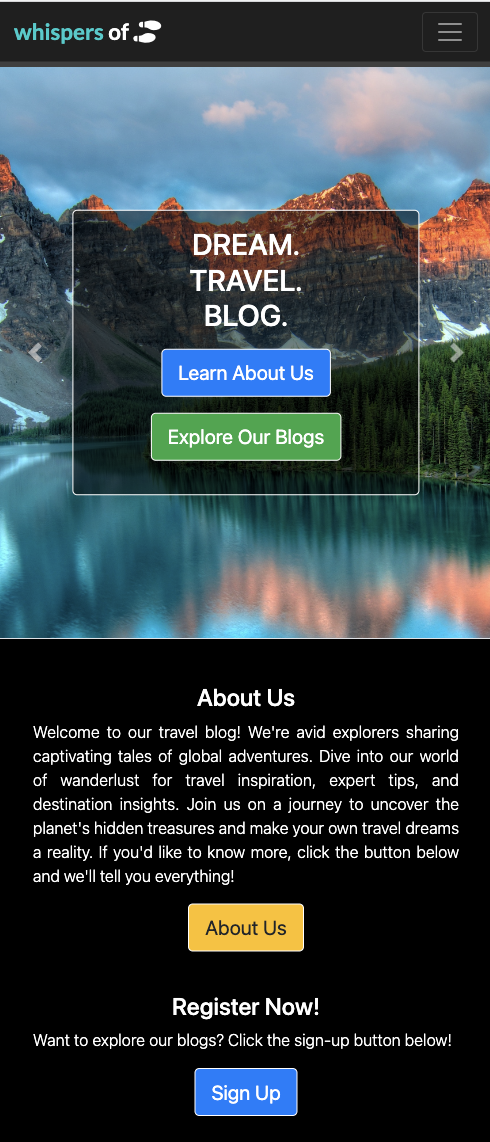 whispers of
DREAM.
TRAVEL.
BLOG.
Learn About Us
Explore Our Blogs
About Us
Welcome to our travel blog! We're avid explorers sharing
captivating tales of global adventures. Dive into our world
of wanderlust for travel inspiration, expert tips, and
destination insights. Join us on a journey to uncover the
planet's hidden treasures and make your own travel dreams
a reality. If you'd like to know more, click the button below
and we'll tell you everything!
About Us
Register Now!
Want to explore our blogs? Click the sign-up button below!
Sign Up